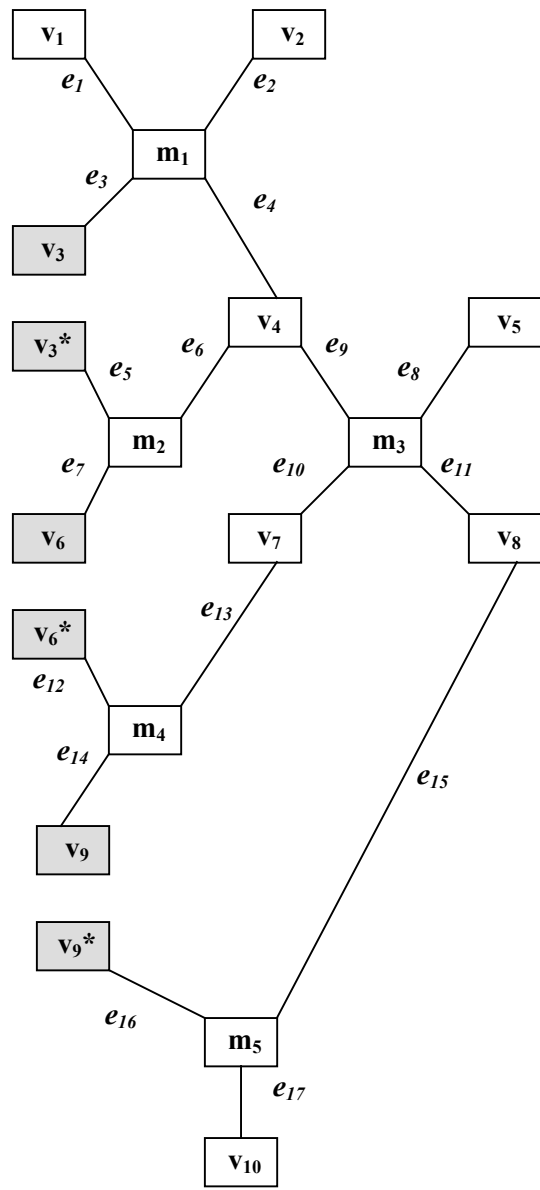 v₁ v₂
e₁ e₂
m₁
e₃ e₄
v₃
v₄ v₅
v₃* e₅ e₆ e₉ e₈
m₂ m₃
e₇ e₁₀ e₁₁
v₆ v₇ v₈
v₆* e₁₃
e₁₂
m₄
e₁₄ e₁₅
v₉
v₉*
e₁₆ m₅
e₁₇
v₁₀